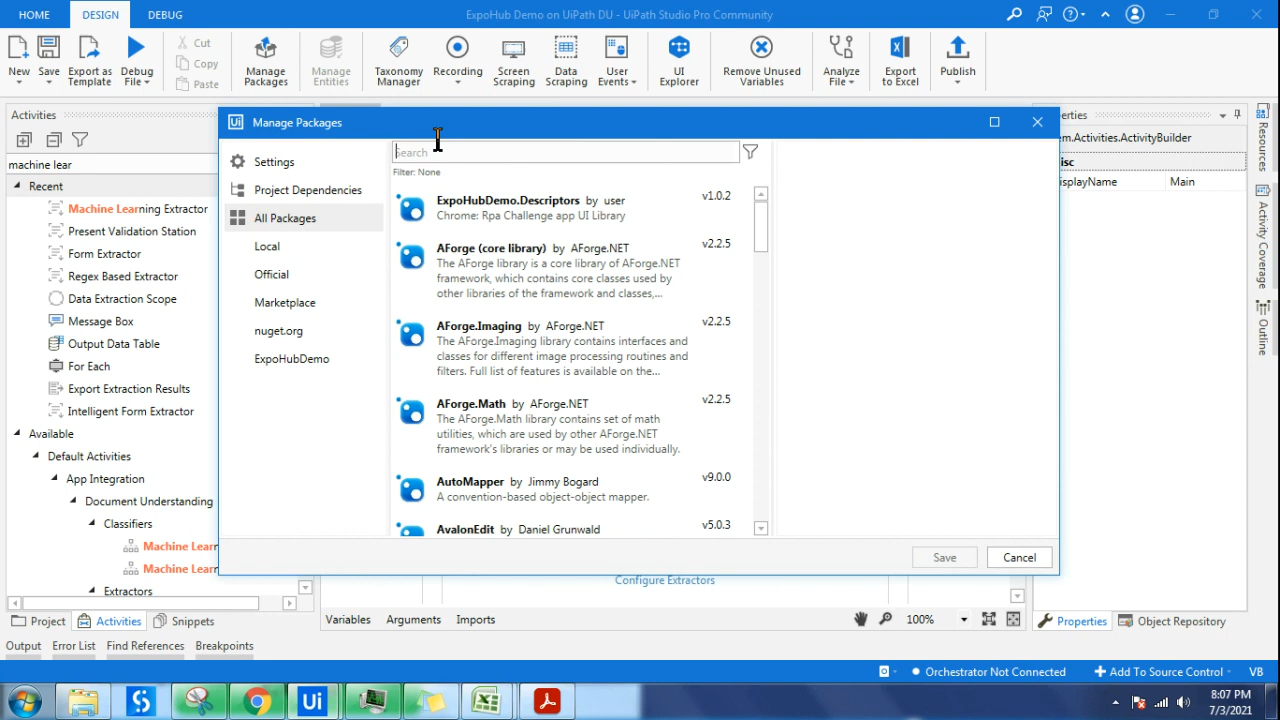 HOME DESIGN DEBUG
ExpoHub Demo on UiPath DU - UiPath Studio Pro Community
New
Save
Export as
Template
Debug
File
Cut
Copy
Paste
Manage
Packages
Manage
Entities
Taxonomy
Manager
Recording
Screen
Scraping
Data
Scraping
User
Events
UI
Explorer
Remove Unused
Variables
Analyze
File
Export
to Excel
Publish
Activities
machine lear
Recent
Machine Learning Extractor
Present Validation Station
Form Extractor
Regex Based Extractor
Data Extraction Scope
Message Box
Output Data Table
For Each
Export Extraction Results
Intelligent Form Extractor
Available
Default Activities
App Integration
Document Understanding
Classifiers
Machine Lear
Machine Lear
Extractors
Project Activities Snippets
Output Error List Find References Breakpoints
Ui Manage Packages
Settings
Project Dependencies
All Packages
Local
Official
Marketplace
nuget.org
ExpoHubDemo
Search
Filter: None
ExpoHubDemo.Descriptors by user v1.0.2
Chrome: Rpa Challenge app UI Library
AForge (core library) by AForge.NET v2.2.5
The AForge library is a core library of AForge.NET
framework, which contains core classes used by
other libraries of the framework and classes,...
AForge.Imaging by AForge.NET v2.2.5
The AForge.Imaging library contains interfaces and
classes for different image processing routines and
filters. Full list of features is available on the...
AForge.Math by AForge.NET v2.2.5
The AForge.Math library contains set of math
utilities, which are used by other AForge.NET
framework's libraries or may be used individually.
AutoMapper by Jimmy Bogard v9.0.0
A convention-based object-object mapper.
AvalonEdit by Daniel Grunwald v5.0.3
Save Cancel
Configure Extractors
Variables Arguments Imports
100%
perties
em.Activities.ActivityBuilder
isc
isplayName Main
Properties Object Repository
Resources
Activity Coverage
Outline
Orchestrator Not Connected
Add To Source Control
VB
Ui
8:07 PM
7/3/2021